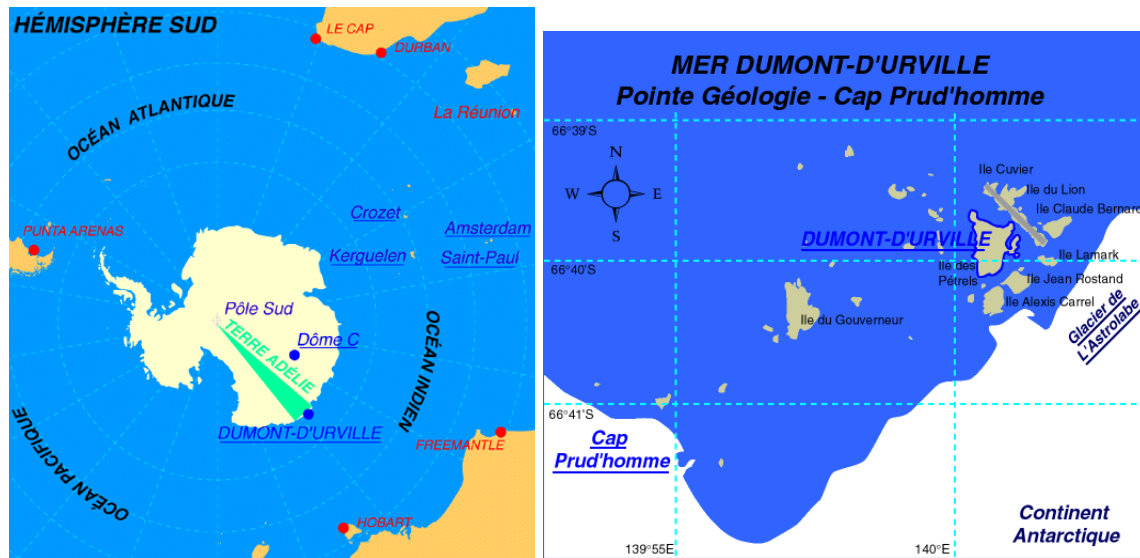 HÉMISPHÈRE SUD
LE CAP
DURBAN
La Réunion
OCÉAN ATLANTIQUE
Crozet
Amsterdam
PUNTA ARENAS
Kerguelen
Saint-Paul
Pôle Sud
TERRE ADÉLIE
Dôme C
OCÉAN INDIEN
DUMONT-D'URVILLE
FREEMANTLE
OCÉAN PACIFIQUE
HOBART
MER DUMONT-D'URVILLE
Pointe Géologie - Cap Prud'homme
66°39'S
N
W
E
S
Ile Cuvier
Ile du Lion
Ile Claude Bernard
DUMONT-D'URVILLE
Ile Lamark
66°40'S
Ile des
Pétrels
Ile Jean Rostand
Ile Alexis Carrel
Ile du Gouverneur
Glacier de
L'Astrolabe
66°41'S
Cap
Prud'homme
Continent
Antarctique
139°55E
140°E